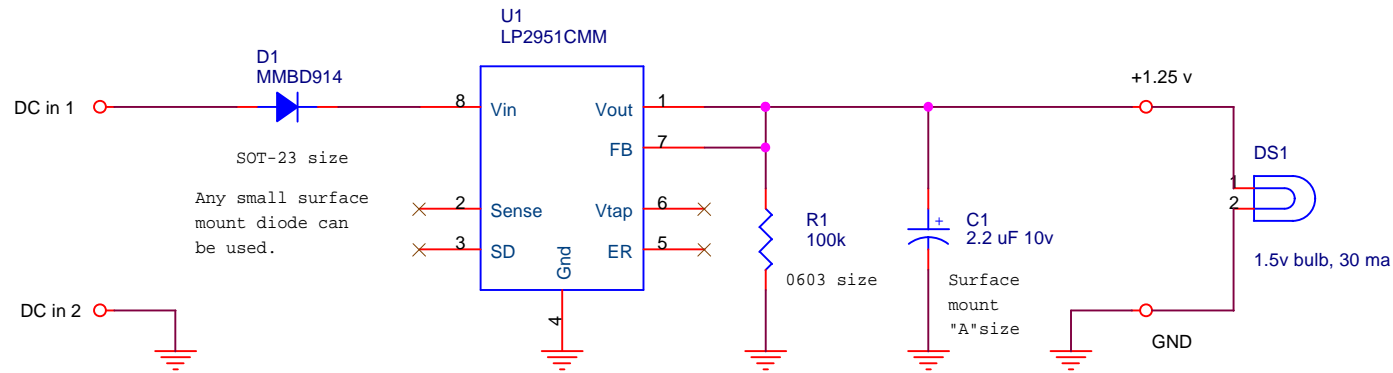 U1
LP2951CMM
D1
MMBD914
+1.25 v
DC in 1
8
Vin
Vout
1
FB
7
SOT-23 size
DS1
1
2
Any small surface
mount diode can
be used.
2
Sense
Vtap
6
3
SD
ER
5
Gnd
4
R1
100k
0603 size
+
C1
2.2 uF 10v
Surface
mount
"A"size
1.5v bulb, 30 ma
DC in 2
GND